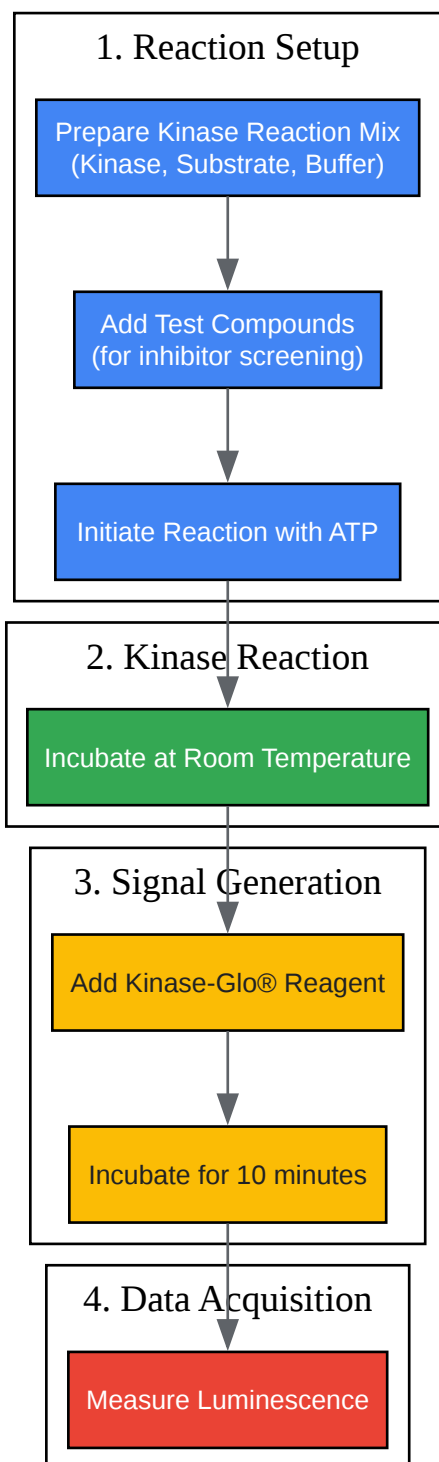 1. Reaction Setup
Prepare Kinase Reaction Mix
(Kinase, Substrate, Buffer)
Add Test Compounds
(for inhibitor screening)
Initiate Reaction with ATP
2. Kinase Reaction
Incubate at Room Temperature
3. Signal Generation
Add Kinase-Glo® Reagent
Incubate for 10 minutes
4. Data Acquisition
Measure Luminescence